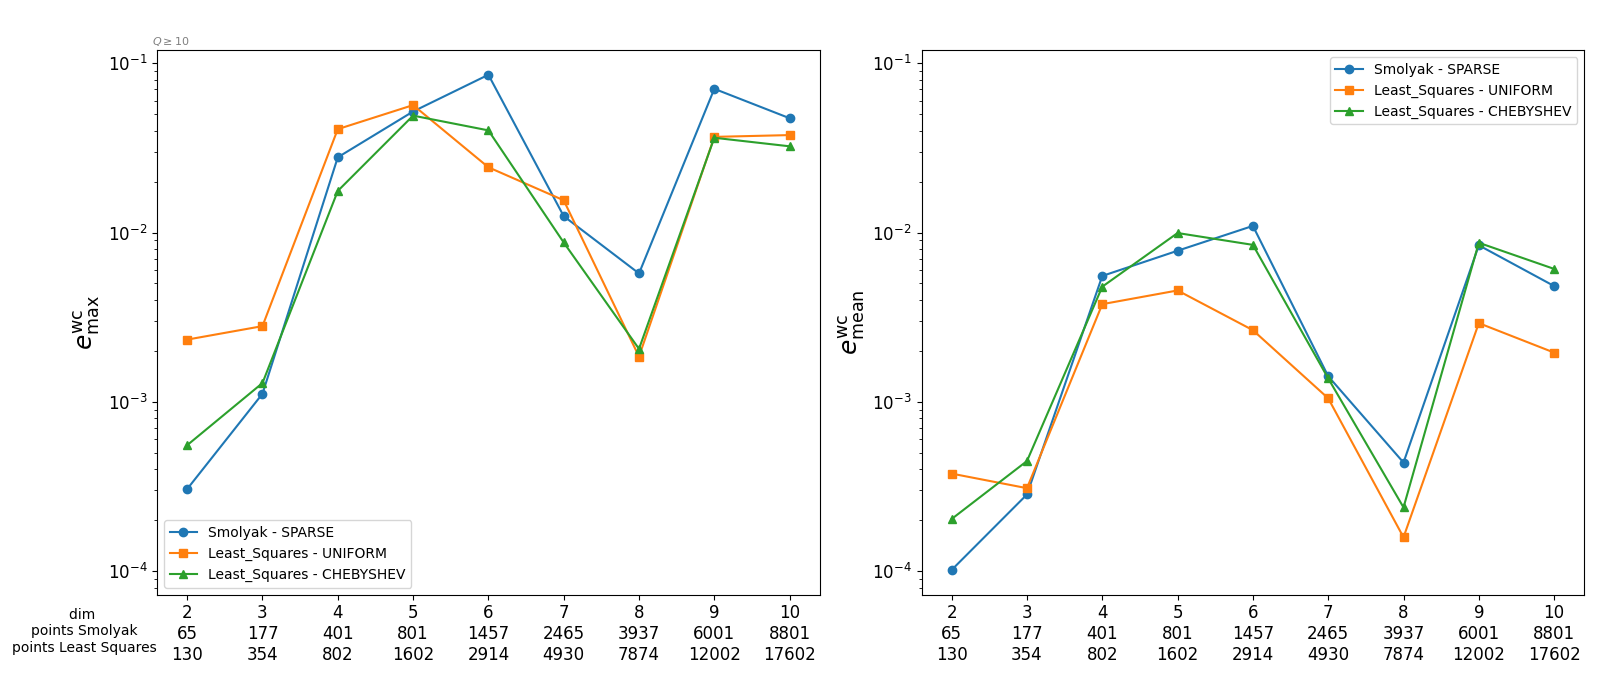 Q ≥ 10
10⁻¹
10⁻²
10⁻³
10⁻⁴
e^wc_max
Smolyak - SPARSE
Least_Squares - UNIFORM
Least_Squares - CHEBYSHEV
dim 2 3 4 5 6 7 8 9 10
points Smolyak 65 177 401 801 1457 2465 3937 6001 8801
points Least Squares 130 354 802 1602 2914 4930 7874 12002 17602
10⁻¹
10⁻²
10⁻³
10⁻⁴
e^wc_mean
Smolyak - SPARSE
Least_Squares - UNIFORM
Least_Squares - CHEBYSHEV
2 3 4 5 6 7 8 9 10
65 177 401 801 1457 2465 3937 6001 8801
130 354 802 1602 2914 4930 7874 12002 17602